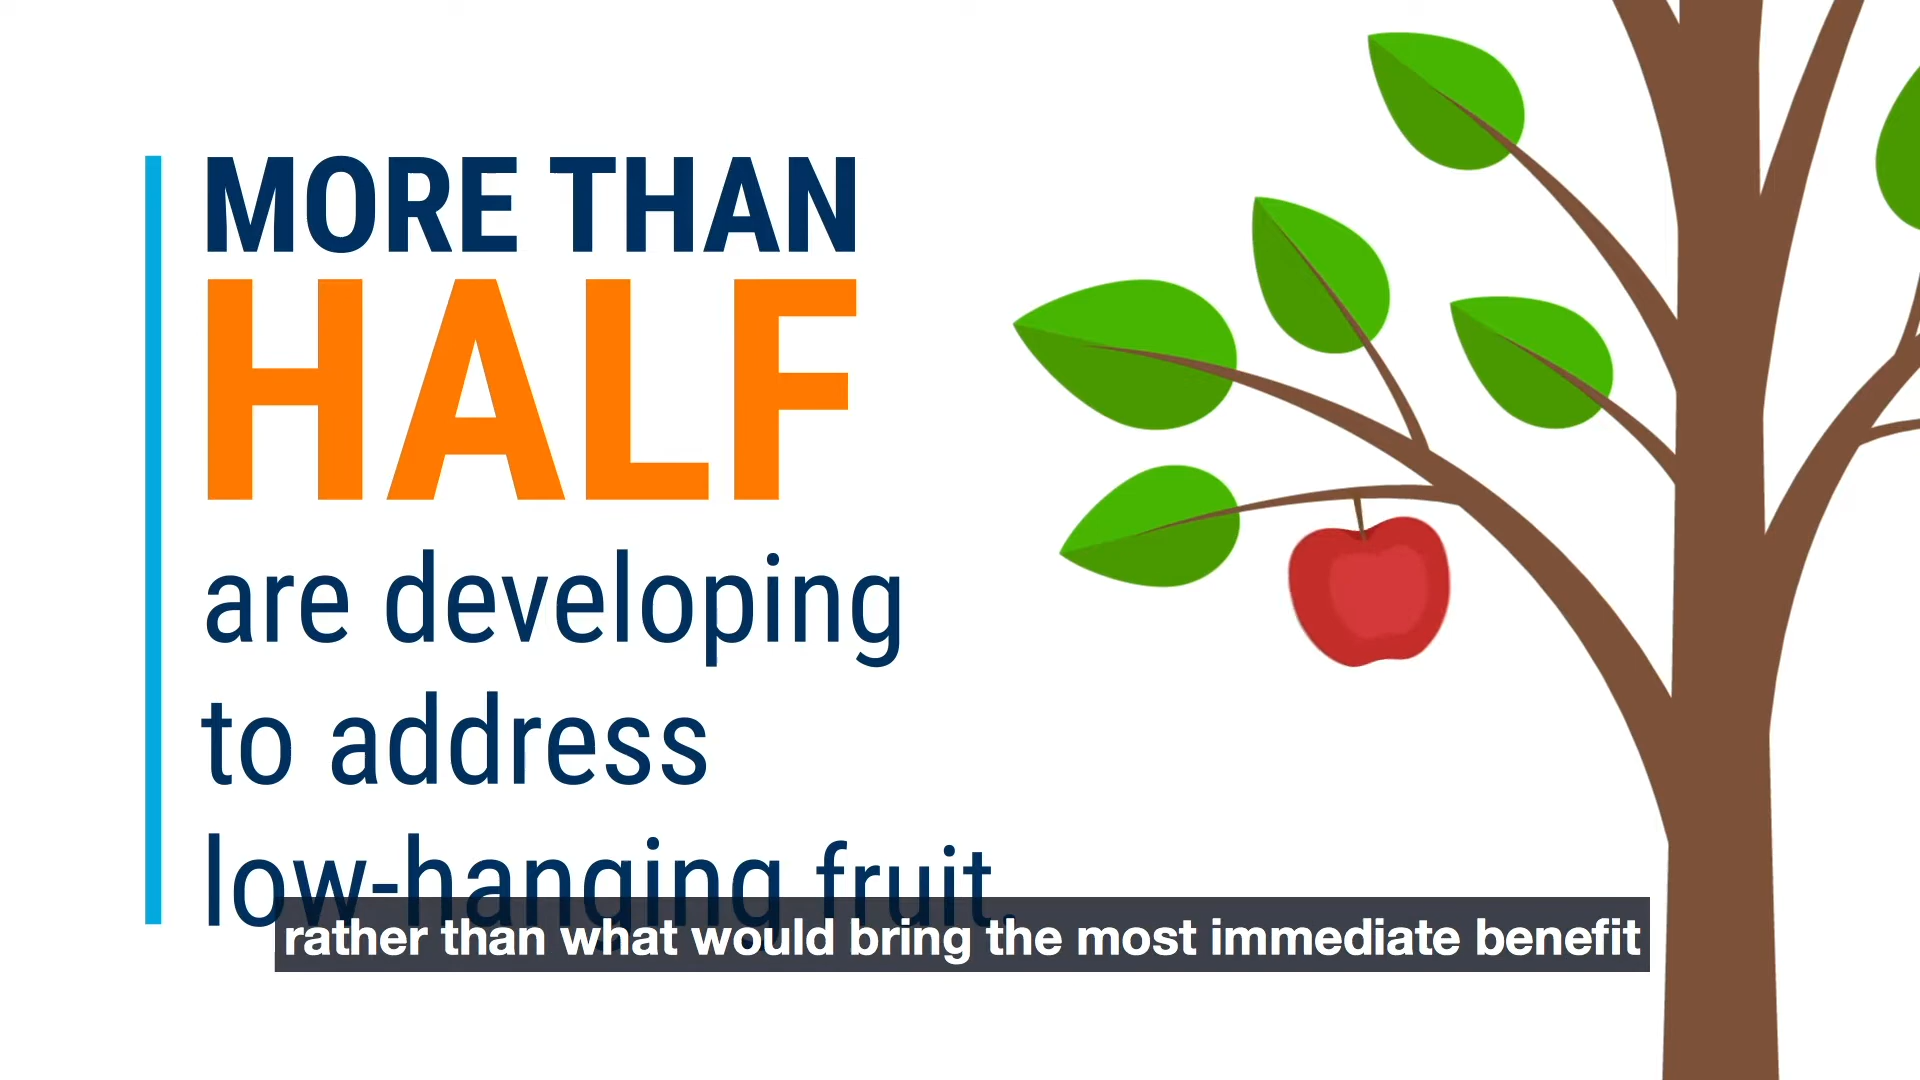 MORE THAN
HALF
are developing
to address
low-hanging fruit.
rather than what would bring the most immediate benefit